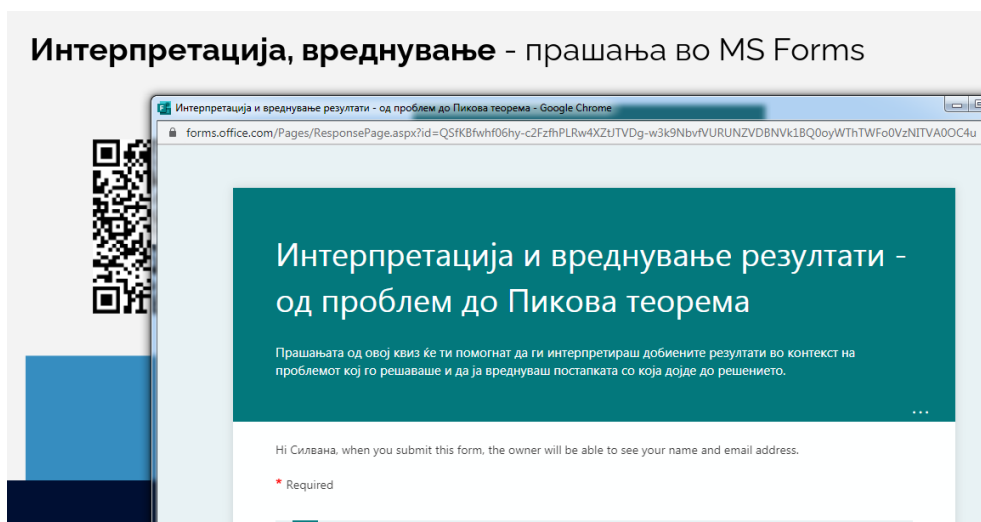 Интерпретација, вреднување - прашања во MS Forms
Интерпретација и вреднување резултати - од проблем до Пикова теорема - Google Chrome
forms.office.com/Pages/ResponsePage.aspx?id=QSfKBfwhf06hy-c2FzfhPLRw4XZtJTVDg-w3k9NbvfVURUNZVDBNVk1BQ0oyWThTWFo0VzNITVA0OC4u
Интерпретација и вреднување резултати -
од проблем до Пикова теорема
Прашањата од овој квиз ќе ти помогнат да ги интерпретираш добиените резултати во контекст на
проблемот кој го решаваше и да ја вреднуваш постапката со која дојде до решението.
...
Hi Силвана, when you submit this form, the owner will be able to see your name and email address.
* Required